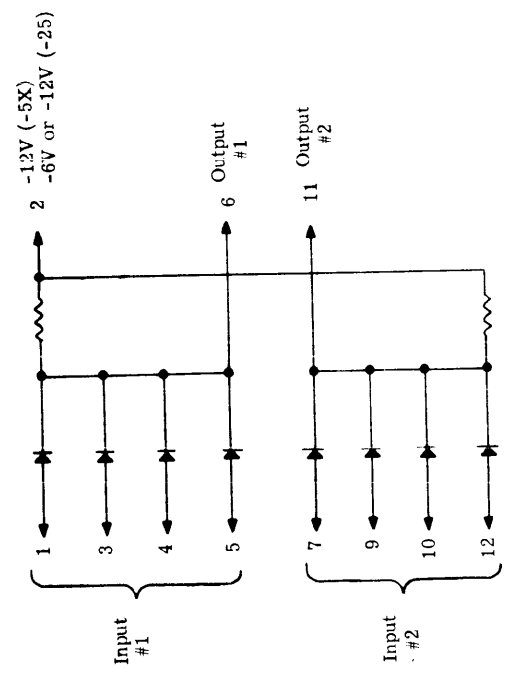 2 -12V (-5X)
-6V or -12V (-25)
6 Output
#1
11 Output
#2
1
3
4
5
7
9
10
12
Input
#1
Input
#2